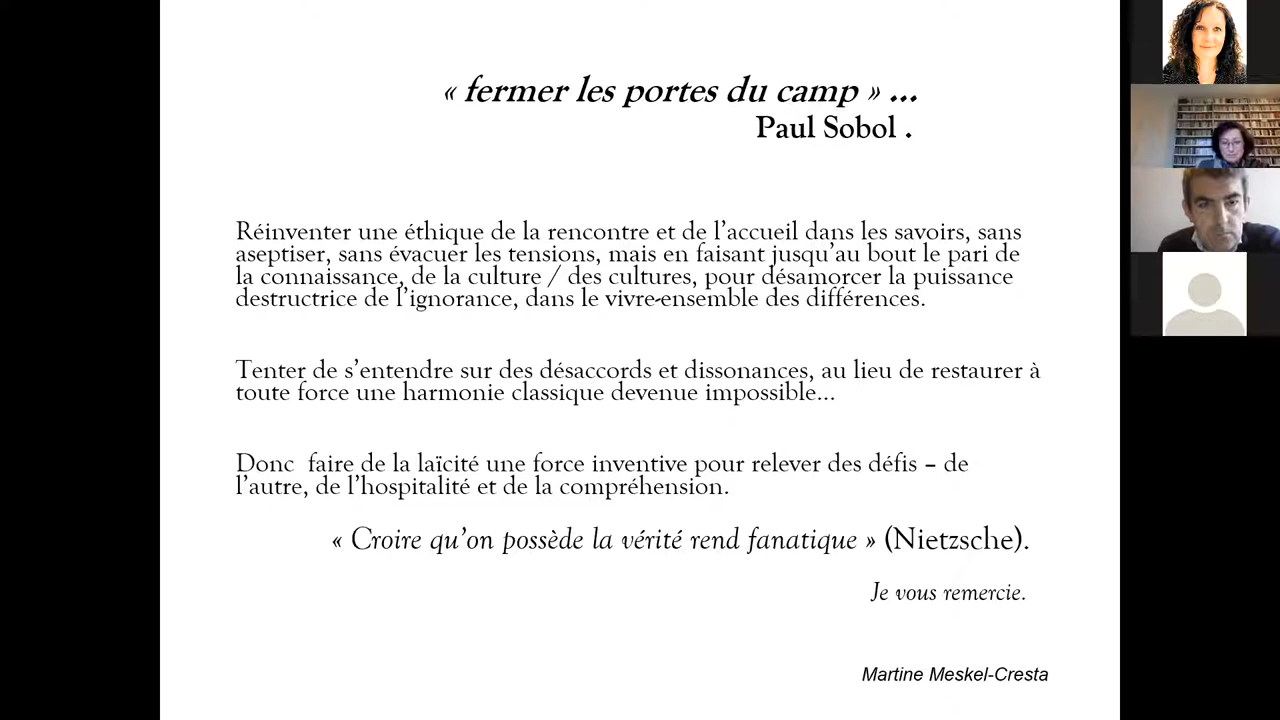 « fermer les portes du camp » ...
Paul Sobol .
Réinventer une éthique de la rencontre et de l’accueil dans les savoirs, sans
aseptiser, sans évacuer les tensions, mais en faisant jusqu’au bout le pari de
la connaissance, de la culture / des cultures, pour désamorcer la puissance
destructrice de l’ignorance, dans le vivre-ensemble des différences.
Tenter de s’entendre sur des désaccords et dissonances, au lieu de restaurer à
toute force une harmonie classique devenue impossible...
Donc faire de la laïcité une force inventive pour relever des défis – de
l’autre, de l’hospitalité et de la compréhension.
« Croire qu’on possède la vérité rend fanatique » (Nietzsche).
Je vous remercie.
Martine Meskel-Cresta